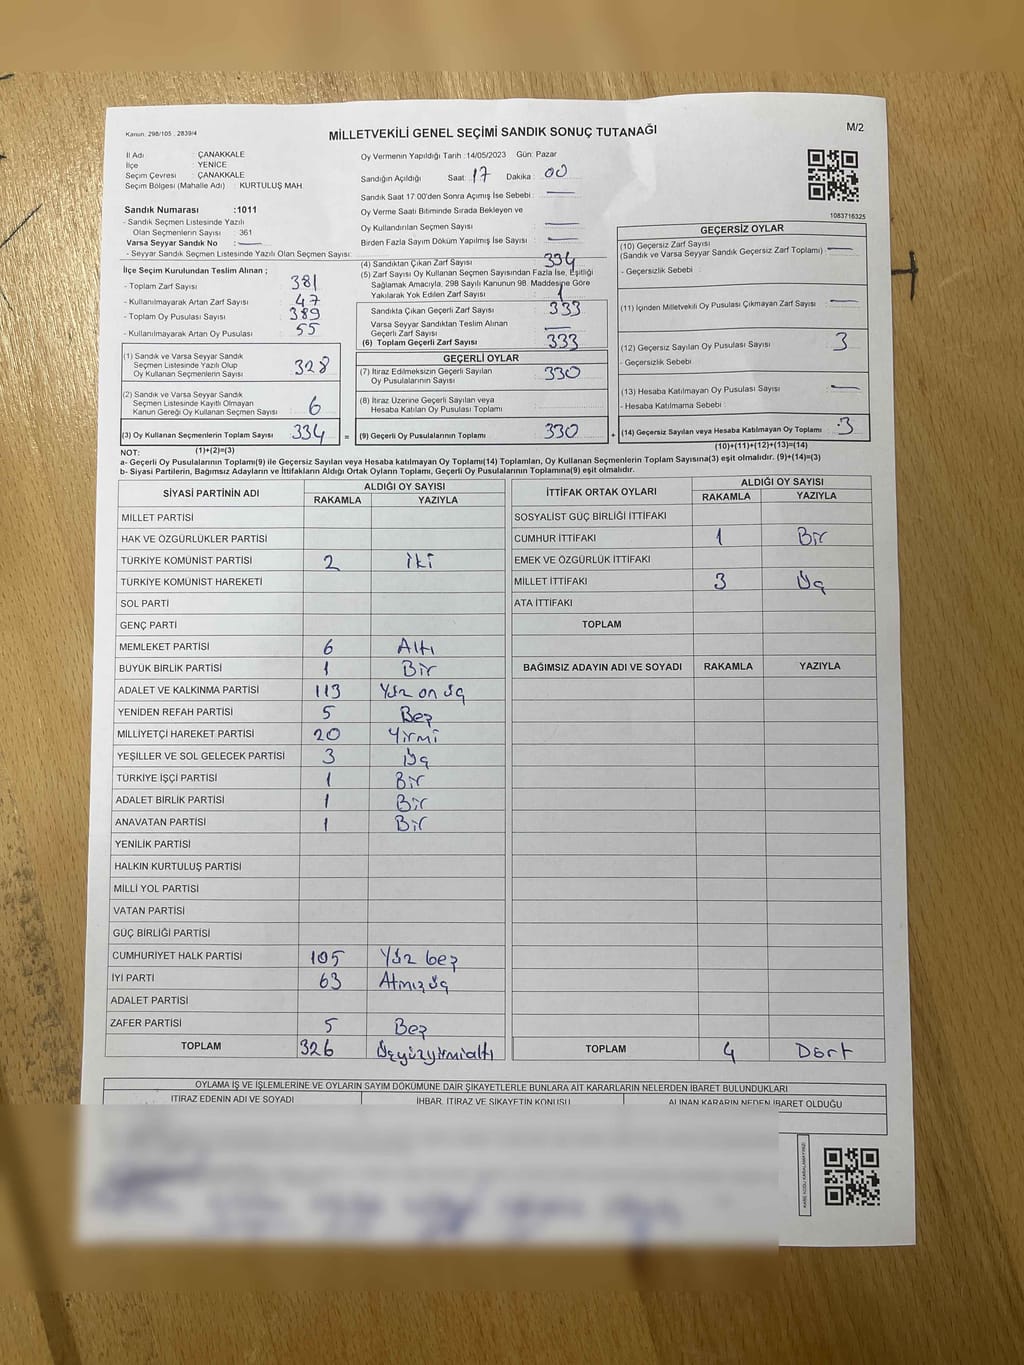 Kanun. 298/105 . 2839/4
MİLLETVEKİLİ GENEL SEÇİMİ SANDIK SONUÇ TUTANAĞI
M/2
İl Adı : ÇANAKKALE
İlçe : YENİCE
Seçim Çevresi : ÇANAKKALE
Seçim Bölgesi (Mahalle Adı) : KURTULUŞ MAH.
Sandık Numarası :1011
- Sandık Seçmen Listesinde Yazılı
Olan Seçmenlerin Sayısı : 361
Varsa Seyyar Sandık No : —
- Seyyar Sandık Seçmen Listesinde Yazılı Olan Seçmen Sayısı:
Oy Vermenin Yapıldığı Tarih :14/05/2023 Gün: Pazar
Sandığın Açıldığı Saat: 17 Dakika : 00
Sandık Saat 17 00'den Sonra Açımış İse Sebebi : —
Oy Verme Saati Bitiminde Sırada Bekleyen ve
Oy Kullandırılan Seçmen Sayısı : —
Birden Fazla Sayım Döküm Yapılmış İse Sayısı : —
1083716325
İlçe Seçim Kurulundan Teslim Alınan ;
- Toplam Zarf Sayısı : 381
- Kullanılmayarak Artan Zarf Sayısı : 47
- Toplam Oy Pusulası Sayısı : 389
- Kullanılmayarak Artan Oy Pusulası : 55
(1) Sandık ve Varsa Seyyar Sandık
Seçmen Listesinde Yazılı Olup
Oy Kullanan Seçmenlerin Sayısı : 328
(2) Sandık ve Varsa Seyyar Sandık
Seçmen Listesinde Kayıtlı Olmayan
Kanun Gereği Oy Kullanan Seçmen Sayısı : 6
(3) Oy Kullanan Seçmenlerin Toplam Sayısı : 334 =
(4) Sandıktan Çıkan Zarf Sayısı : 334
(5) Zarf Sayısı Oy Kullanan Seçmen Sayısından Fazla İse, Eşitliği
Sağlamak Amacıyla, 298 Sayılı Kanunun 98. Maddesine Göre
Yakılarak Yok Edilen Zarf Sayısı : 1
Sandıkta Çıkan Geçerli Zarf Sayısı : 333
Varsa Seyyar Sandıktan Teslim Alınan
Geçerli Zarf Sayısı : —
(6) Toplam Geçerli Zarf Sayısı : 333
GEÇERLİ OYLAR
(7) İtiraz Edilmeksizin Geçerli Sayılan
Oy Pusulalarının Sayısı : 330
(8) İtiraz Üzerine Geçerli Sayılan veya
Hesaba Katılan Oy Pusulası Toplamı :
(9) Geçerli Oy Pusulalarının Toplamı : 330 +
GEÇERSİZ OYLAR
(10) Geçersiz Zarf Sayısı
(Sandık ve Varsa Seyyar Sandık Geçersiz Zarf Toplamı) : —
- Geçersizlik Sebebi :
(11) İçinden Milletvekili Oy Pusulası Çıkmayan Zarf Sayısı : —
(12) Geçersiz Sayılan Oy Pusulası Sayısı : 3
- Geçersizlik Sebebi :
(13) Hesaba Katılmayan Oy Pusulası Sayısı : —
- Hesaba Katılmama Sebebi :
(14) Geçersiz Sayılan veya Hesaba Katılmayan Oy Toplamı : 3
NOT: (1)+(2)=(3) (10)+(11)+(12)+(13)=(14)
a- Geçerli Oy Pusulalarının Toplamı(9) ile Geçersiz Sayılan veya Hesaba katılmayan Oy Toplamı(14) Toplamları, Oy Kullanan Seçmenlerin Toplam Sayısına(3) eşit olmalıdır. (9)+(14)=(3)
b- Siyasi Partilerin, Bağımsız Adayların ve İttifakların Aldığı Ortak Oyların Toplamı, Geçerli Oy Pusulalarının Toplamına(9) eşit olmalıdır.
SİYASİ PARTİNİN ADI ALDIĞI OY SAYISI
RAKAMLA YAZIYLA
MİLLET PARTİSİ
HAK VE ÖZGÜRLÜKLER PARTİSİ
TÜRKİYE KOMÜNİST PARTİSİ 2 iki
TÜRKİYE KOMÜNİST HAREKETİ
SOL PARTİ
GENÇ PARTİ
MEMLEKET PARTİSİ 6 Altı
BÜYÜK BİRLİK PARTİSİ 1 Bir
ADALET VE KALKINMA PARTİSİ 113 Yüz on üç
YENİDEN REFAH PARTİSİ 5 Beş
MİLLİYETÇİ HAREKET PARTİSİ 20 Yirmi
YEŞİLLER VE SOL GELECEK PARTİSİ 3 Üç
TÜRKİYE İŞÇİ PARTİSİ 1 Bir
ADALET BİRLİK PARTİSİ 1 Bir
ANAVATAN PARTİSİ 1 Bir
YENİLİK PARTİSİ
HALKIN KURTULUŞ PARTİSİ
MİLLİ YOL PARTİSİ
VATAN PARTİSİ
GÜÇ BİRLİĞİ PARTİSİ
CUMHURİYET HALK PARTİSİ 105 Yüz beş
İYİ PARTİ 63 Atmış üç
ADALET PARTİSİ
ZAFER PARTİSİ 5 Beş
TOPLAM 326 Üçyüzyirmialtı
İTTİFAK ORTAK OYLARI ALDIĞI OY SAYISI
RAKAMLA YAZIYLA
SOSYALİST GÜÇ BİRLİĞİ İTTİFAKI
CUMHUR İTTİFAKI 1 Bir
EMEK VE ÖZGÜRLÜK İTTİFAKI
MİLLET İTTİFAKI 3 Üç
ATA İTTİFAKI
TOPLAM
BAĞIMSIZ ADAYIN ADI VE SOYADI RAKAMLA YAZIYLA
TOPLAM 4 Dört
OYLAMA İŞ VE İŞLEMLERİNE VE OYLARIN SAYIM DÖKÜMÜNE DAİR ŞİKAYETLERLE BUNLARA AİT KARARLARIN NELERDEN İBARET BULUNDUKLARI
İTİRAZ EDENİN ADI VE SOYADI İHBAR, İTİRAZ VE ŞİKAYETİN KONUSU ALINAN KARARIN NEDEN İBARET OLDUĞU